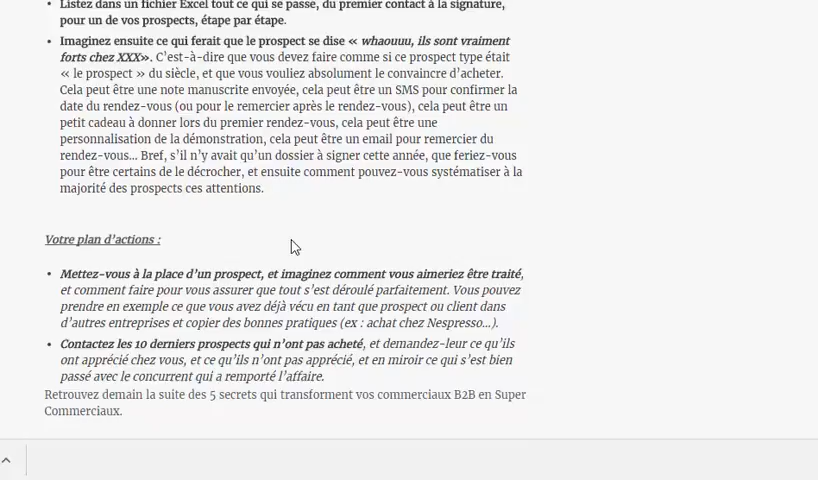 Listez dans un fichier Excel tout ce qui se passe, du premier contact à la signature,
pour un de vos prospects, étape par étape.
Imaginez ensuite ce qui ferait que le prospect se dise « whaouuu, ils sont vraiment
forts chez XXX». C’est-à-dire que vous devez faire comme si ce prospect type était
« le prospect » du siècle, et que vous vouliez absolument le convaincre d’acheter.
Cela peut être une note manuscrite envoyée, cela peut être un SMS pour confirmer la
date du rendez-vous (ou pour le remercier après le rendez-vous), cela peut être un
petit cadeau à donner lors du premier rendez-vous, cela peut être une
personnalisation de la démonstration, cela peut être un email pour remercier du
rendez-vous… Bref, s’il n’y avait qu’un dossier à signer cette année, que feriez-vous
pour être certains de le décrocher, et ensuite comment pouvez-vous systématiser à la
majorité des prospects ces attentions.
Votre plan d’actions :
Mettez-vous à la place d’un prospect, et imaginez comment vous aimeriez être traité,
et comment faire pour vous assurer que tout s’est déroulé parfaitement. Vous pouvez
prendre en exemple ce que vous avez déjà vécu en tant que prospect ou client dans
d’autres entreprises et copier des bonnes pratiques (ex : achat chez Nespresso…).
Contactez les 10 derniers prospects qui n’ont pas acheté, et demandez-leur ce qu’ils
ont apprécié chez vous, et ce qu’ils n’ont pas apprécié, et en miroir ce qui s’est bien
passé avec le concurrent qui a remporté l’affaire.
Retrouvez demain la suite des 5 secrets qui transforment vos commerciaux B2B en Super
Commerciaux.